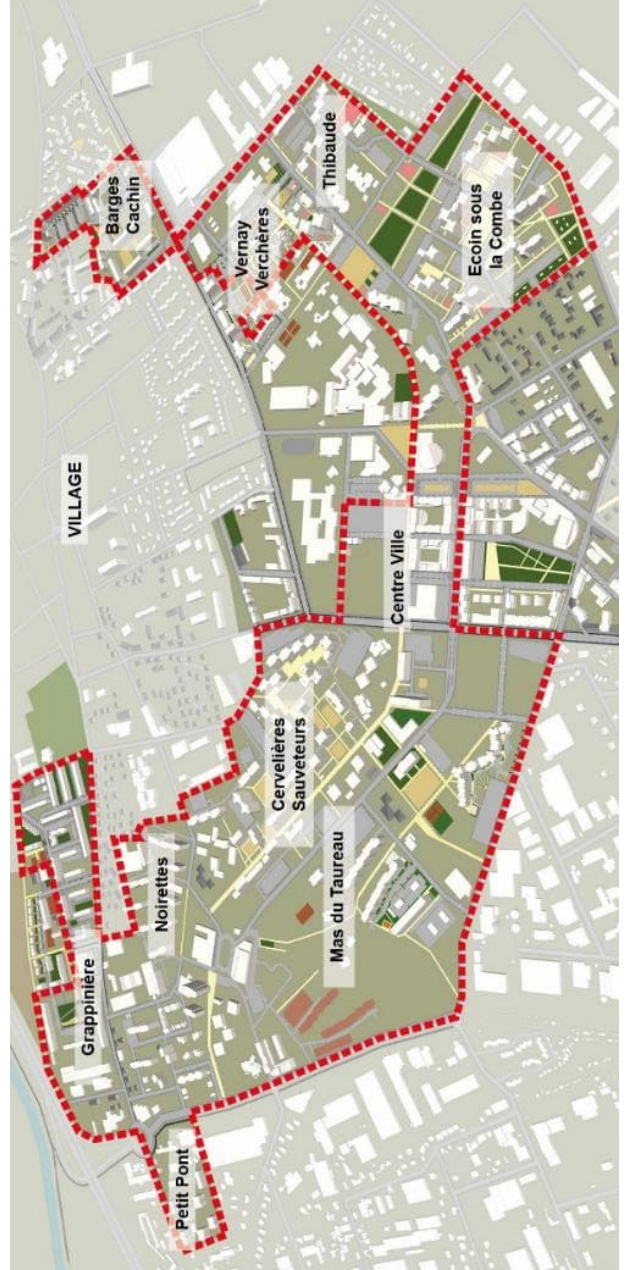 VILLAGE
Grappinière
Barges
Cachin
Noirettes
Petit Pont
Vernay
Verchères
Cervelières
Sauveteurs
Thibaude
Mas du Taureau
Centre Ville
Ecoin sous
la Combe